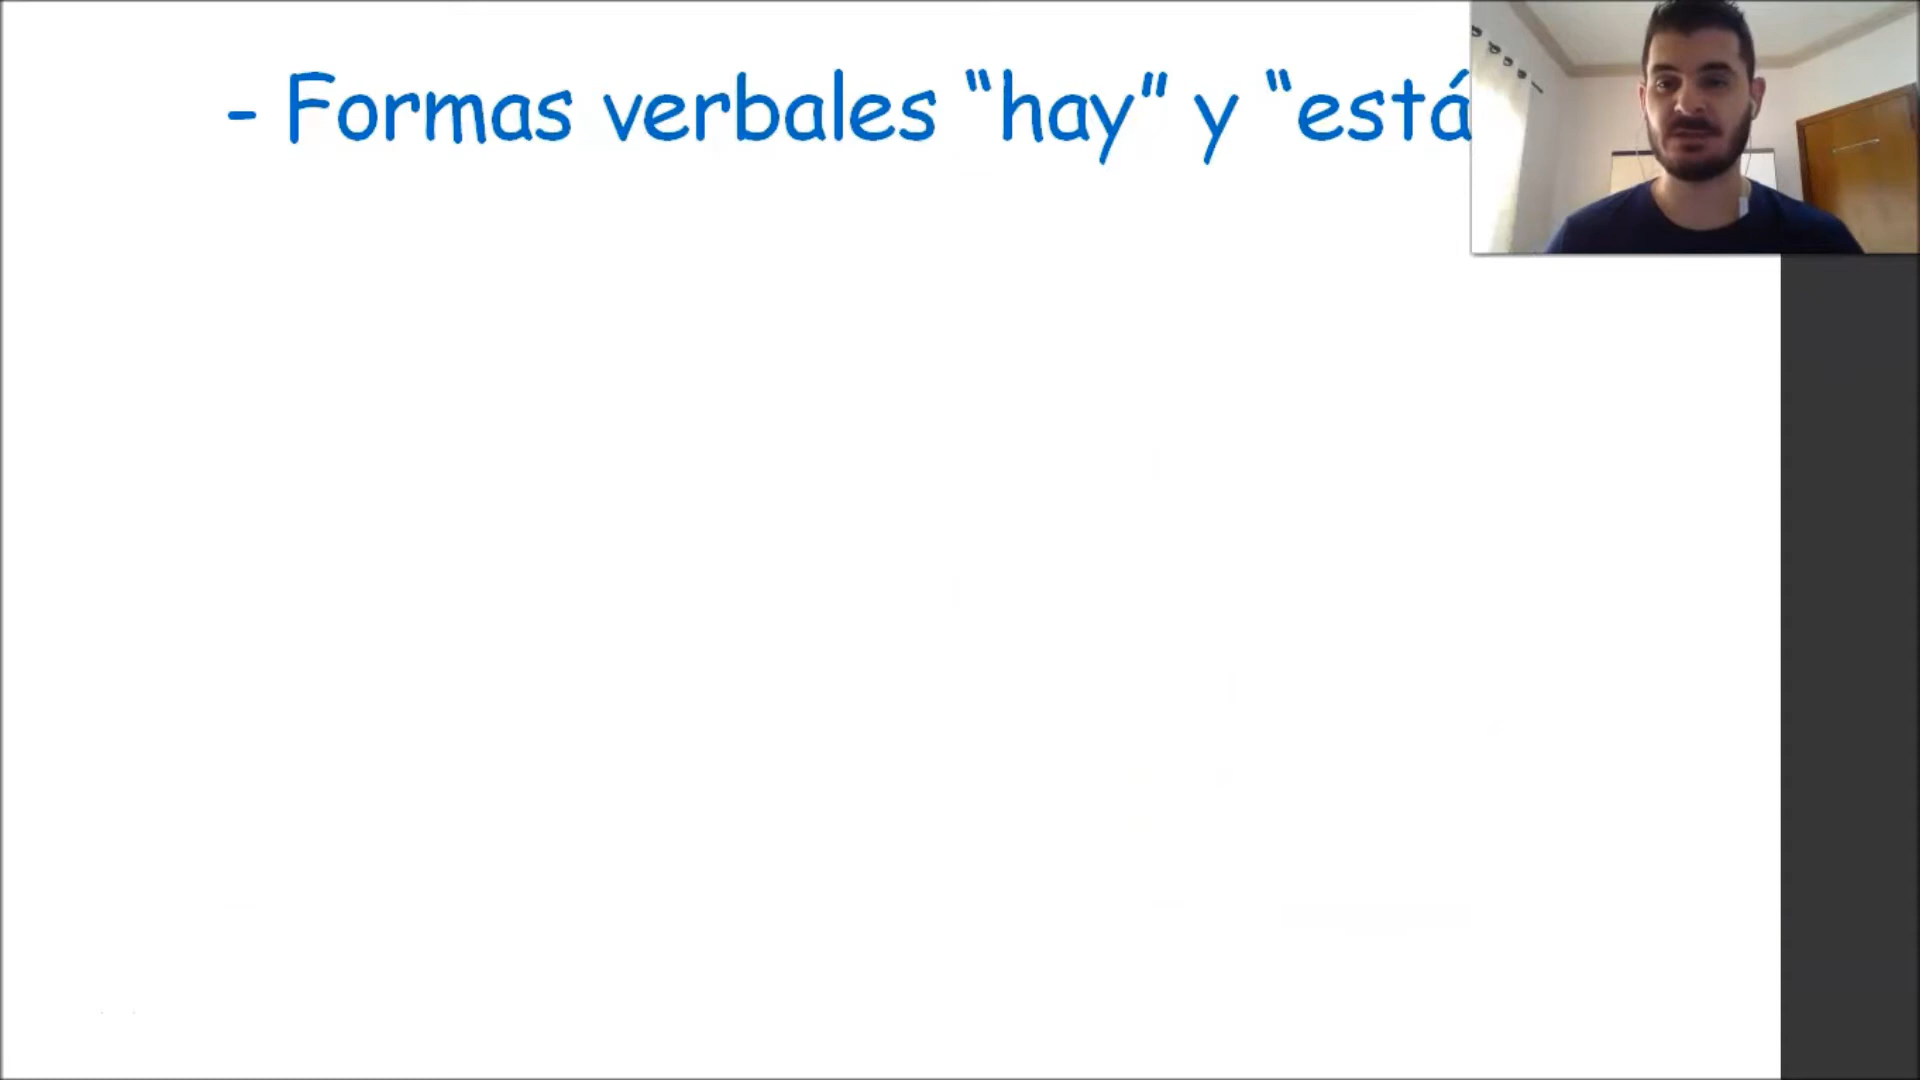 - Formas verbales “hay” y “está